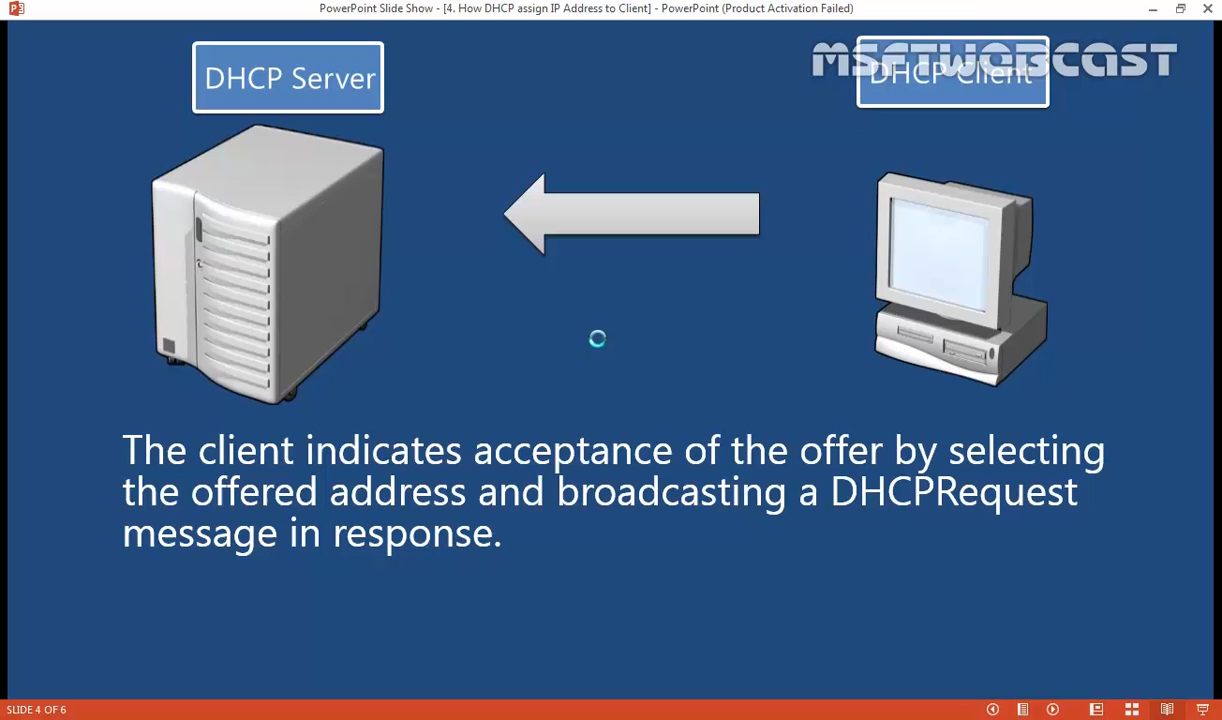 PowerPoint Slide Show - [4. How DHCP assign IP Address to Client] - PowerPoint (Product Activation Failed)
DHCP Server
MSFTWEBCAST
DHCP Client
The client indicates acceptance of the offer by selecting
the offered address and broadcasting a DHCPRequest
message in response.
SLIDE 4 OF 6